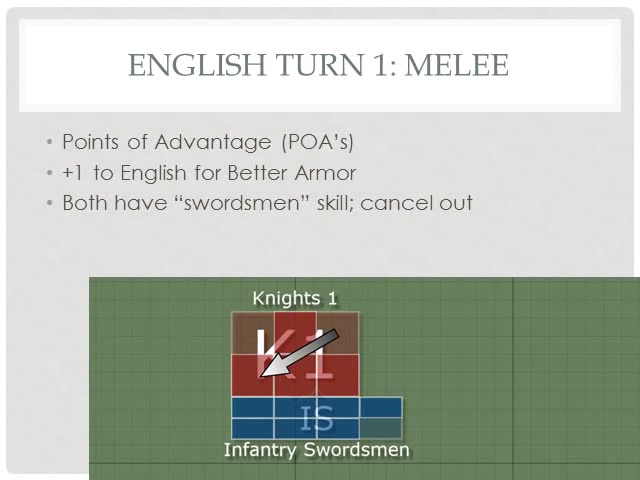 ENGLISH TURN 1: MELEE
• Points of Advantage (POA's)
• +1 to English for Better Armor
• Both have “swordsmen” skill; cancel out
Knights 1
K1
IS
Infantry Swordsmen